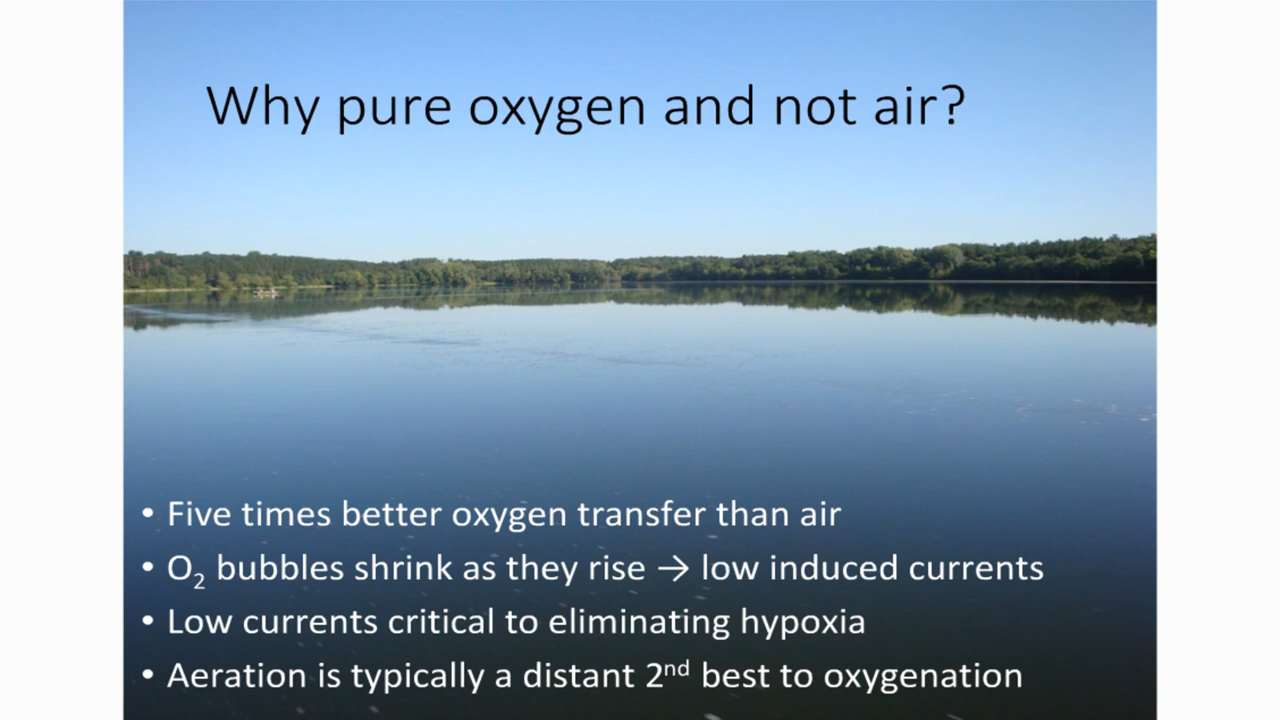 Why pure oxygen and not air?
• Five times better oxygen transfer than air
• O₂ bubbles shrink as they rise → low induced currents
• Low currents critical to eliminating hypoxia
• Aeration is typically a distant 2ⁿᵈ best to oxygenation